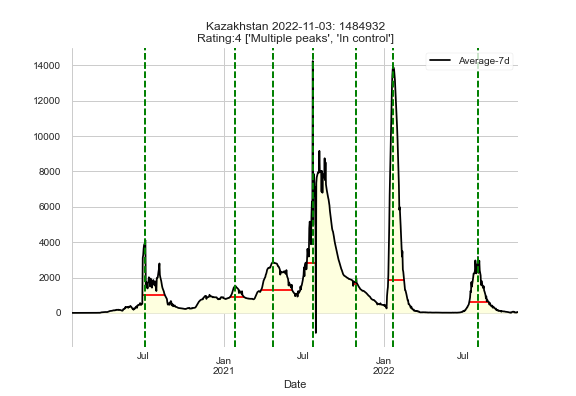 Kazakhstan 2022-11-03: 1484932
Rating:4 ['Multiple peaks', 'In control']
Average-7d
14000
12000
10000
8000
6000
4000
2000
0
Jul
Jan
2021
Jul
Jan
2022
Jul
Date